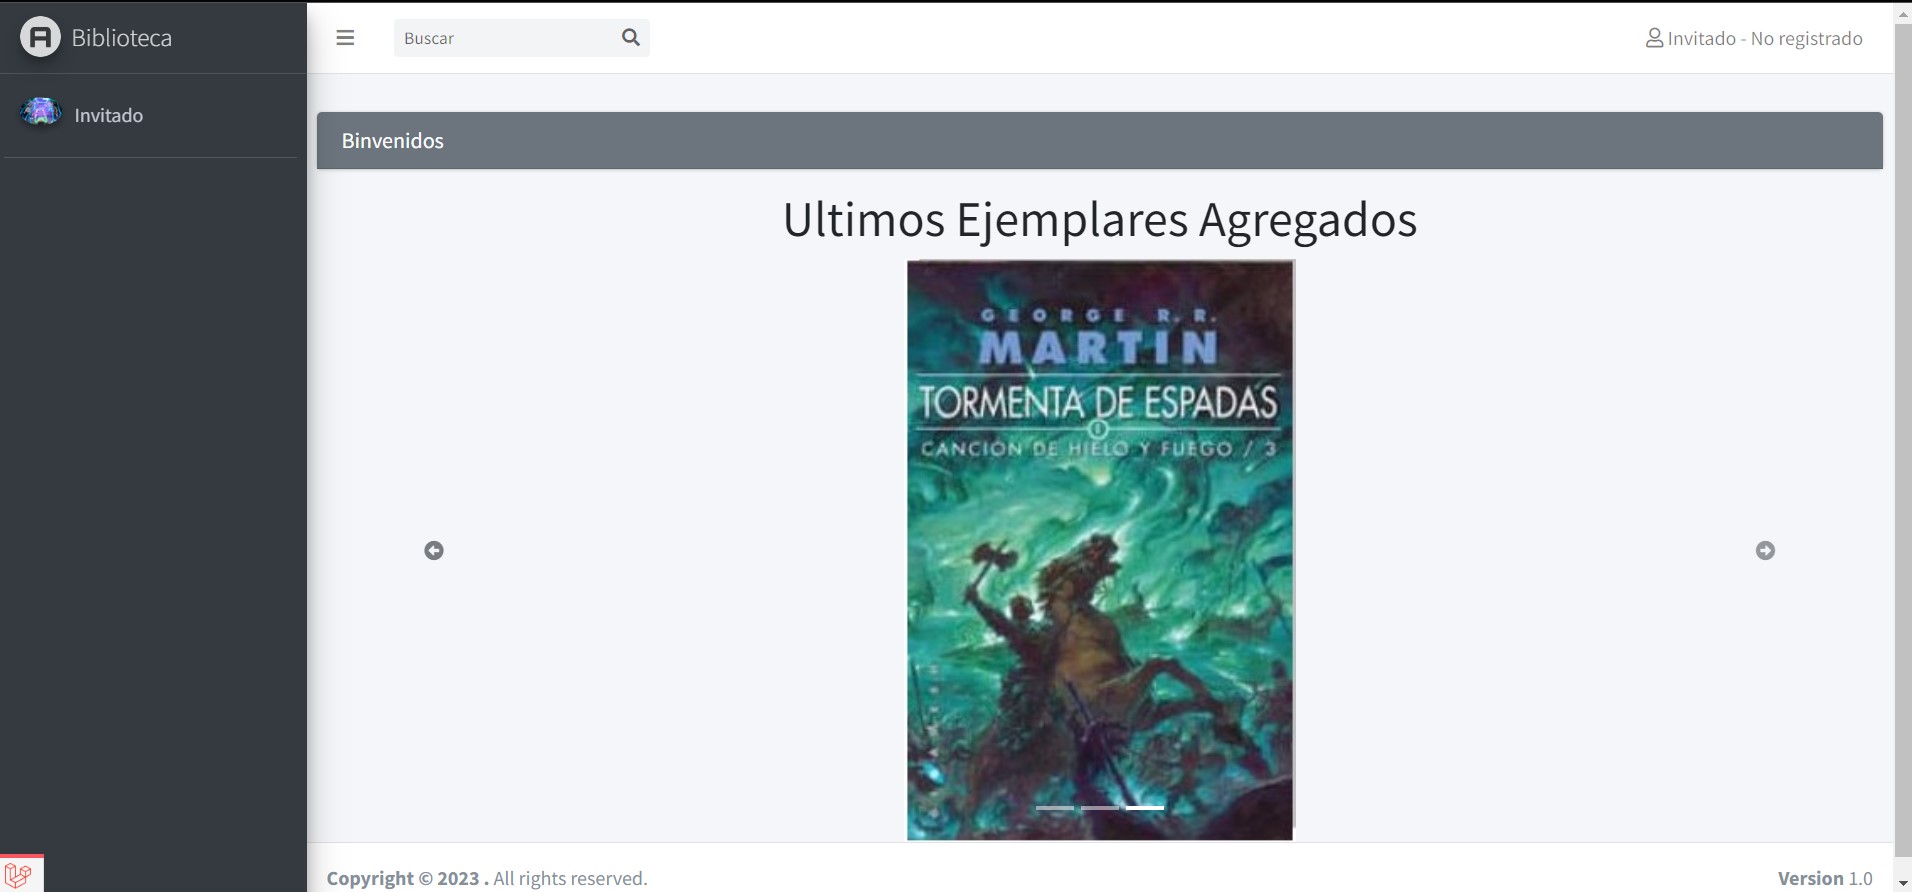 Biblioteca
Buscar
Invitado - No registrado
Invitado
Binvenidos
Ultimos Ejemplares Agregados
GEORGE R. R.
MARTIN
TORMENTA DE ESPADAS
I
CANCIÓN DE HIELO Y FUEGO / 3
Copyright © 2023 . All rights reserved.
Version 1.0